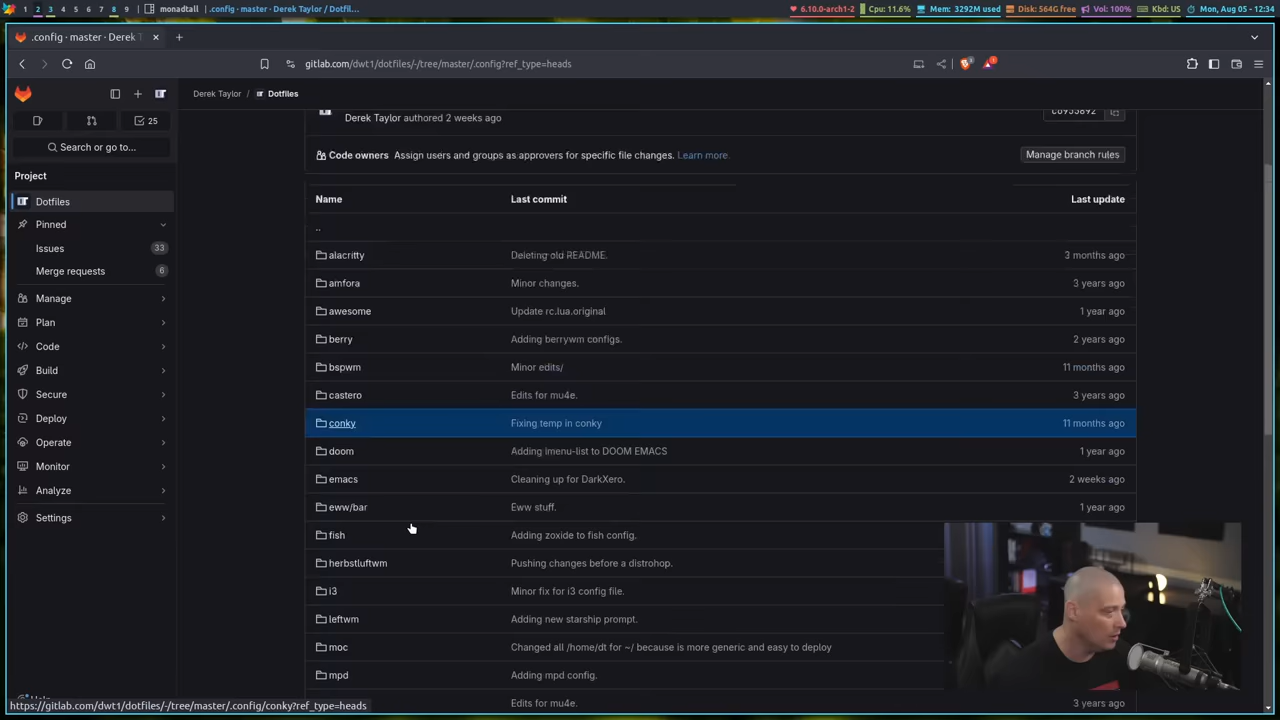 1 2 3 4 5 6 7 8 9 monadtall .config · master · Derek Taylor / Dotfil... 6.10.0-arch1-2 Cpu: 11.6% Mem: 3292M used Disk: 564G free Vol: 100% Kbd: US Mon, Aug 05 - 12:34
.config · master · Derek T
gitlab.com/dwt1/dotfiles/-/tree/master/.config?ref_type=heads
Derek Taylor / Dotfiles
25
Derek Taylor authored 2 weeks ago
Search or go to...
Code owners Assign users and groups as approvers for specific file changes. Learn more. Manage branch rules
Project
Dotfiles
Name Last commit Last update
Pinned
..
Issues 33
alacritty Deleting old README. 3 months ago
Merge requests 6
amfora Minor changes. 3 years ago
Manage
awesome Update rc.lua.original 1 year ago
Plan
berry Adding berrywm configs. 2 years ago
Code
bspwm Minor edits/ 11 months ago
Build
castero Edits for mu4e. 3 years ago
Secure
conky Fixing temp in conky 11 months ago
Deploy
Operate
doom Adding imenu-list to DOOM EMACS 1 year ago
Monitor
emacs Cleaning up for DarkXero. 2 weeks ago
Analyze
eww/bar Eww stuff. 1 year ago
Settings
fish Adding zoxide to fish config.
herbstluftwm Pushing changes before a distrohop.
i3 Minor fix for i3 config file.
leftwm Adding new starship prompt.
moc Changed all /home/dt for ~/ because is more generic and easy to deploy
mpd Adding mpd config.
Edits for mu4e. 3 years ago
https://gitlab.com/dwt1/dotfiles/-/tree/master/.config/conky?ref_type=heads